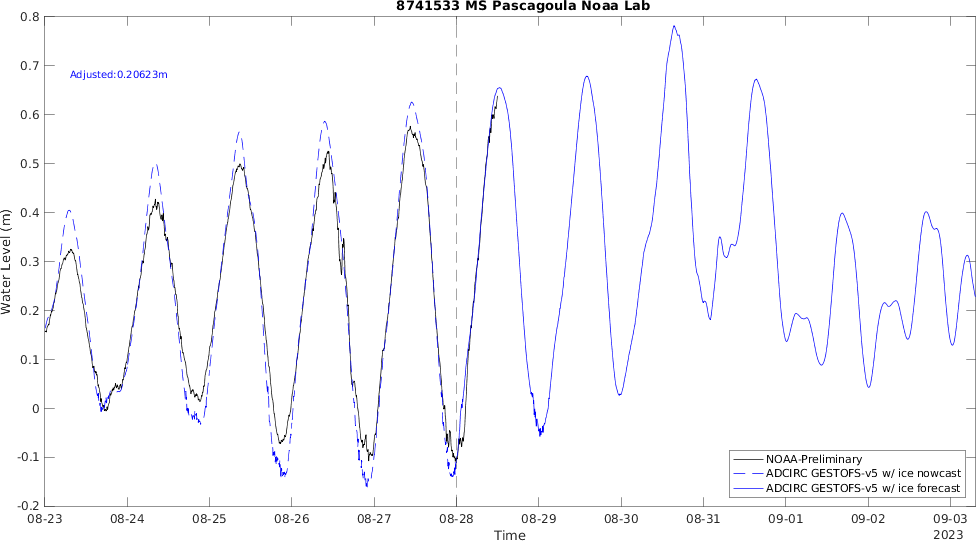 8741533 MS Pascagoula Noaa Lab
Adjusted:0.20623m
Water Level (m)
0.8
0.7
0.6
0.5
0.4
0.3
0.2
0.1
0
-0.1
-0.2
NOAA-Preliminary
ADCIRC GESTOFS-v5 w/ ice nowcast
ADCIRC GESTOFS-v5 w/ ice forecast
08-23 08-24 08-25 08-26 08-27 08-28 08-29 08-30 08-31 09-01 09-02 09-03
Time
2023